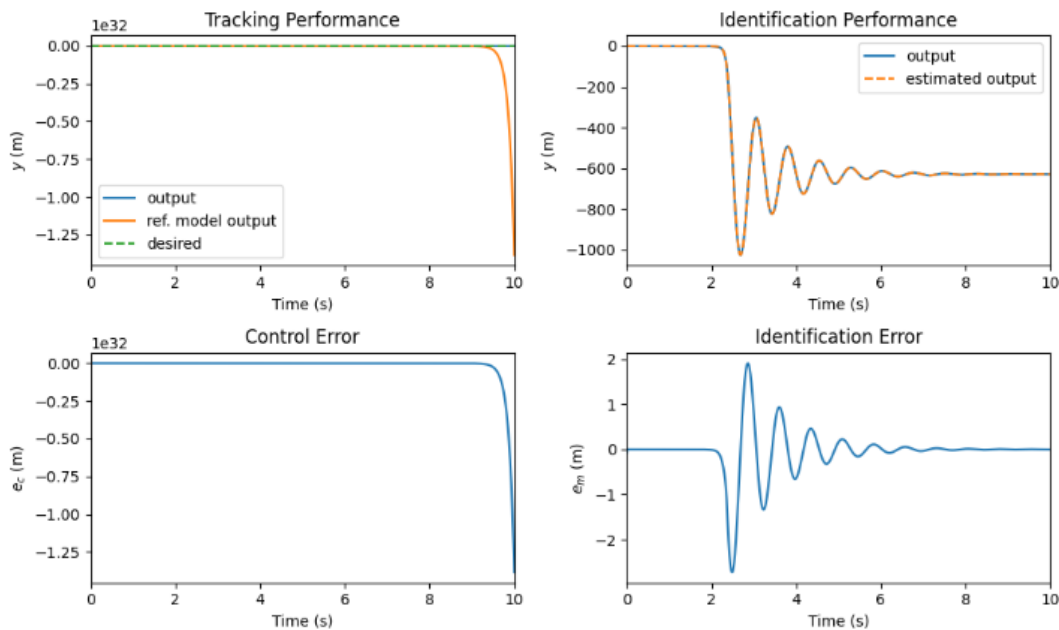 Tracking Performance
1e32
0.00
−0.25
−0.50
−0.75
−1.00
−1.25
y (m)
output
ref. model output
desired
0 2 4 6 8 10
Time (s)
Identification Performance
0
−200
−400
−600
−800
−1000
y (m)
output
estimated output
0 2 4 6 8 10
Time (s)
Control Error
1e32
0.00
−0.25
−0.50
−0.75
−1.00
−1.25
e_c (m)
0 2 4 6 8 10
Time (s)
Identification Error
2
1
0
−1
−2
e_m (m)
0 2 4 6 8 10
Time (s)